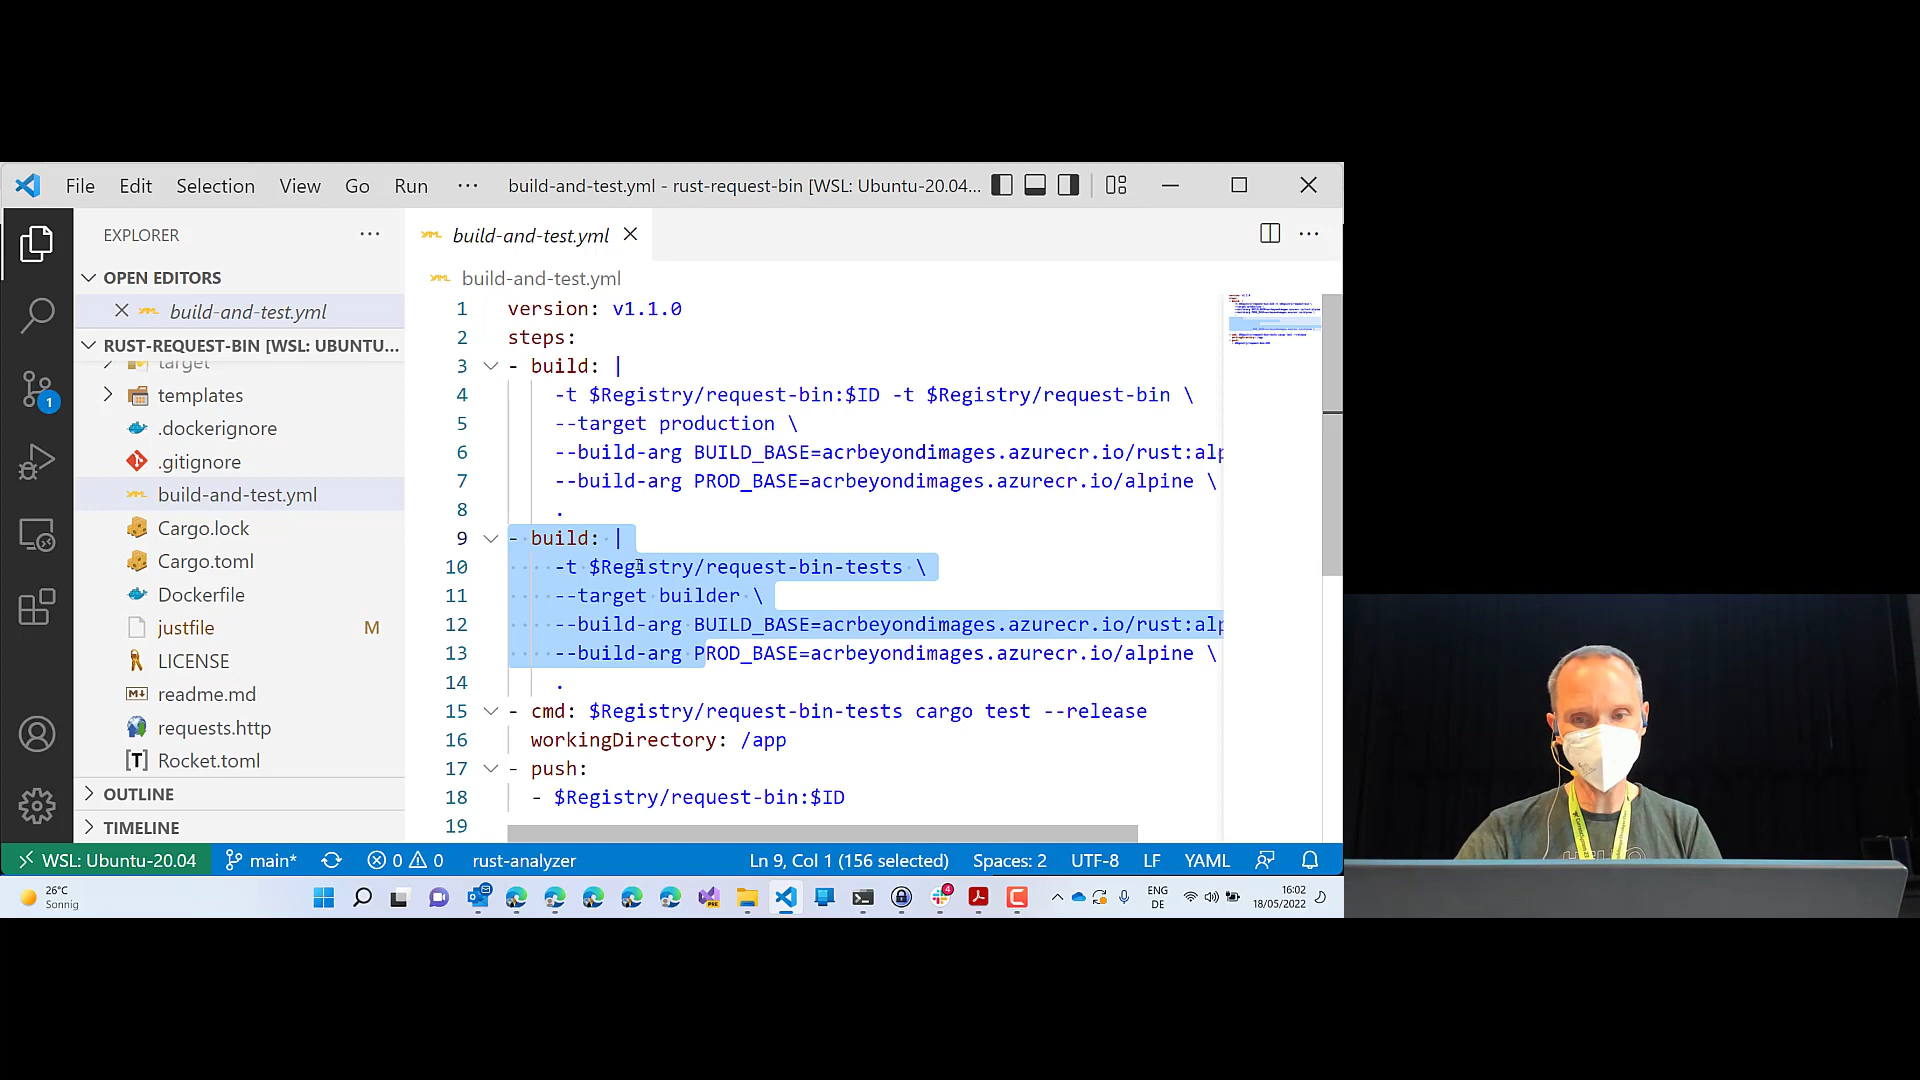 File Edit Selection View Go Run ··· build-and-test.yml - rust-request-bin [WSL: Ubuntu-20.04...
EXPLORER ···
OPEN EDITORS
build-and-test.yml
RUST-REQUEST-BIN [WSL: UBUNTU...
target
templates
.dockerignore
.gitignore
build-and-test.yml
Cargo.lock
Cargo.toml
Dockerfile
justfile M
LICENSE
readme.md
requests.http
Rocket.toml
OUTLINE
TIMELINE
1
build-and-test.yml
build-and-test.yml
1 version: v1.1.0
2 steps:
3 - build: |
4 -t $Registry/request-bin:$ID -t $Registry/request-bin \
5 --target production \
6 --build-arg BUILD_BASE=acrbeyondimages.azurecr.io/rust:alp
7 --build-arg PROD_BASE=acrbeyondimages.azurecr.io/alpine \
8 .
9 - build: |
10 -t $Registry/request-bin-tests \
11 --target builder \
12 --build-arg BUILD_BASE=acrbeyondimages.azurecr.io/rust:alp
13 --build-arg PROD_BASE=acrbeyondimages.azurecr.io/alpine \
14 .
15 - cmd: $Registry/request-bin-tests cargo test --release
16 workingDirectory: /app
17 - push:
18 - $Registry/request-bin:$ID
19
WSL: Ubuntu-20.04 main* 0 0 rust-analyzer Ln 9, Col 1 (156 selected) Spaces: 2 UTF-8 LF YAML
26°C
Sonnig
4
ENG
DE
16:02
18/05/2022